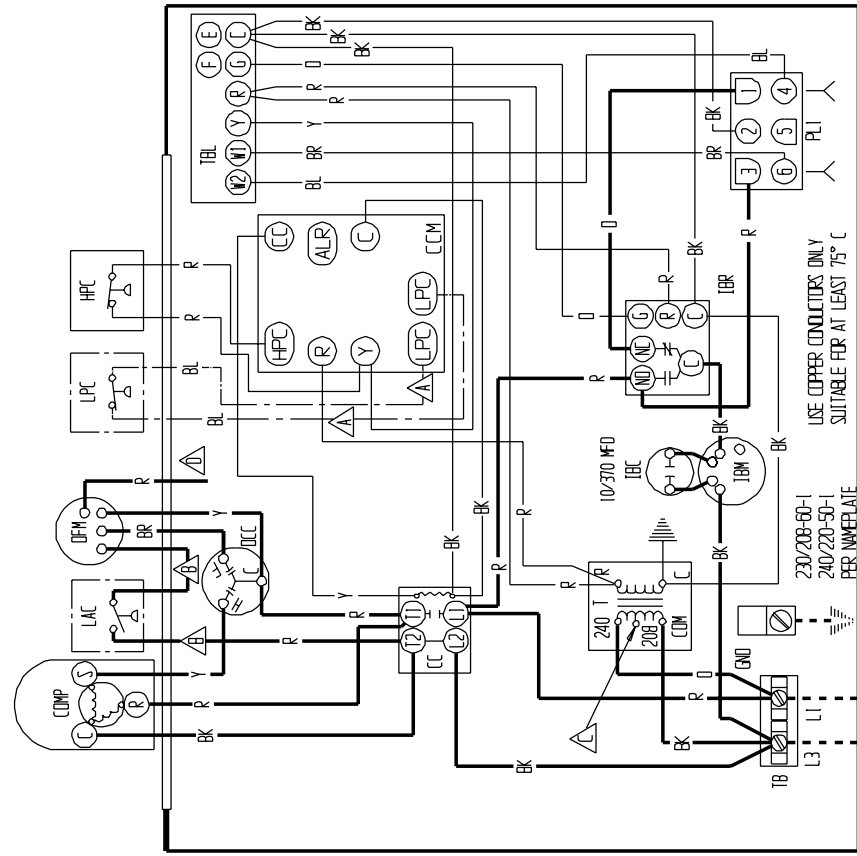 BK
BK
BK
E
C
F
G
O
R
R
R
Y
Y
W1
BR
W2
BL
TBL
BL
BK
1
4
2
5
3
6
PL1
BR
HPC
R
R
CC
ALR
C
CCM
HPC
R
Y
LPC
LPC
LPC
BL
BL
A
A
O
R
R
BK
O
G
R
C
IBR
NC
NO
C
R
R
BK
BK
USE COPPER CONDUCTORS ONLY
SUITABLE FOR AT LEAST 75° C
OFM
R
D
Y
BR
OCC
F
C
H
B
LAC
B
R
R
Y
BK
R
Y
COMP
S
R
C
R
BK
T1
L1
T2
L2
CC
10/370 MFD
IBC
IBM
BK
R
R
R
C
240
T
208
COM
C
230/208-60-1
240/220-50-1
PER NAMEPLATE
GND
O
R
BK
BK
TB
L1
L3